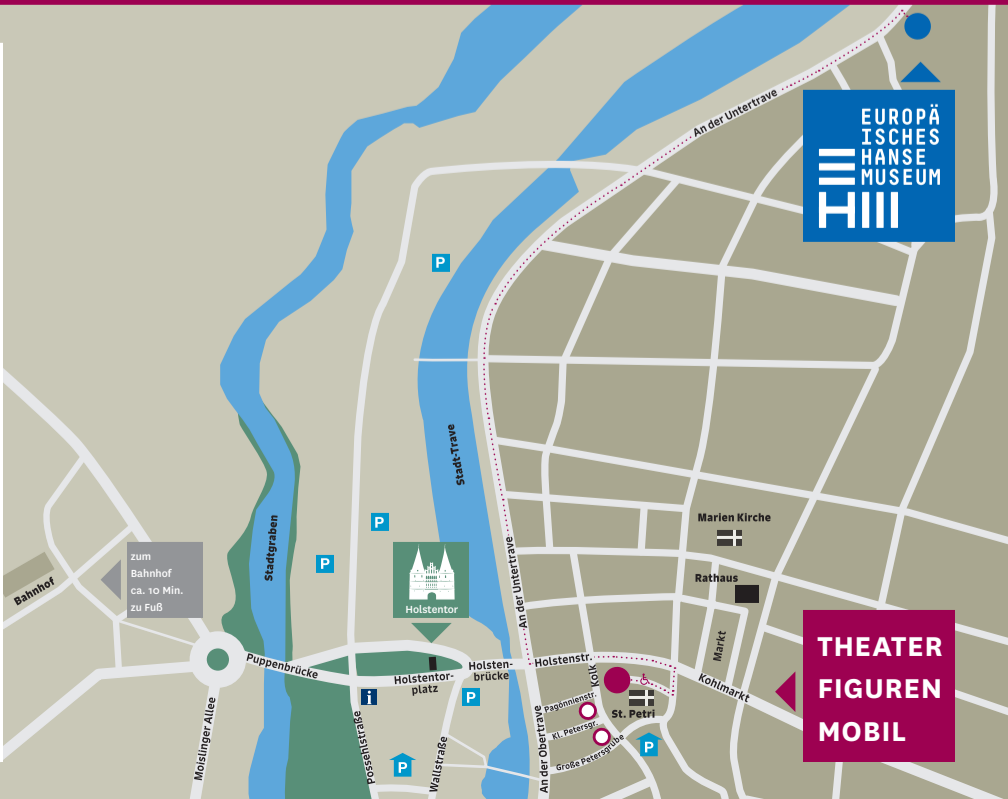 An der Untertrave
EUROPÄ
ISCHES
HANSE
MUSEUM
P
Stadt-Trave
Stadtgraben
P
P
Marien Kirche
Rathaus
Markt
An der Untertrave
Holstentor
zum
Bahnhof
ca. 10 Min.
zu Fuß
Bahnhof
Puppenbrücke
Holstentor-
platz
Holsten-
brücke
Holstenstr.
Kolk
Kohlmarkt
THEATER
FIGUREN
MOBIL
i
P
Pagönnienstr.
St. Petri
Kl. Petersgr.
Große Petersgrube
P
P
Moislinger Allee
Possehlstraße
Wallstraße
An der Obertrave